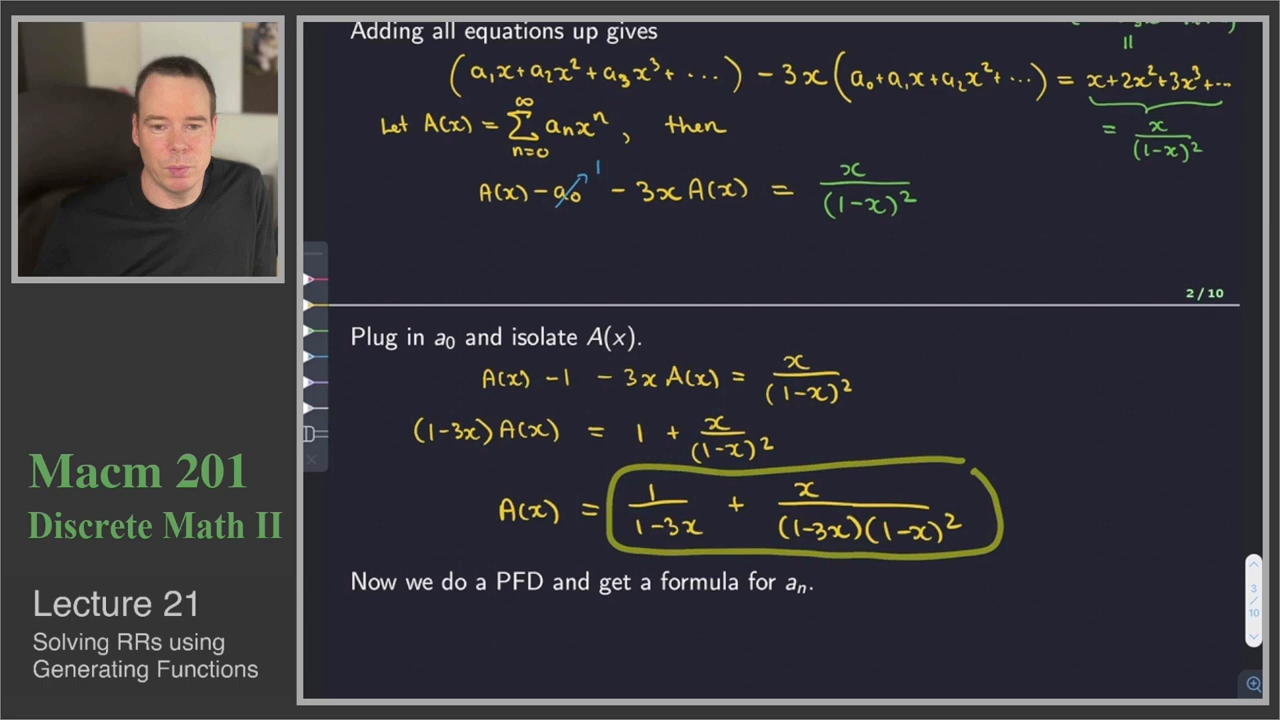 Adding all equations up gives
||
(a₁x+a₂x²+a₃x³+...) - 3x(a₀+a₁x+a₂x²+...) = x+2x²+3x³+...
Let A(x) = ∑_{n=0}^{∞} aₙxⁿ, then
= x/(1-x)²
A(x) - a₀ - 3x A(x) = x/(1-x)²
1
2/10
Plug in a₀ and isolate A(x).
A(x) - 1 - 3x A(x) = x/(1-x)²
(1-3x) A(x) = 1 + x/(1-x)²
A(x) = 1/(1-3x) + x/((1-3x)(1-x)²)
Now we do a PFD and get a formula for aₙ.
Macm 201
Discrete Math II
Lecture 21
Solving RRs using
Generating Functions
3
/
10